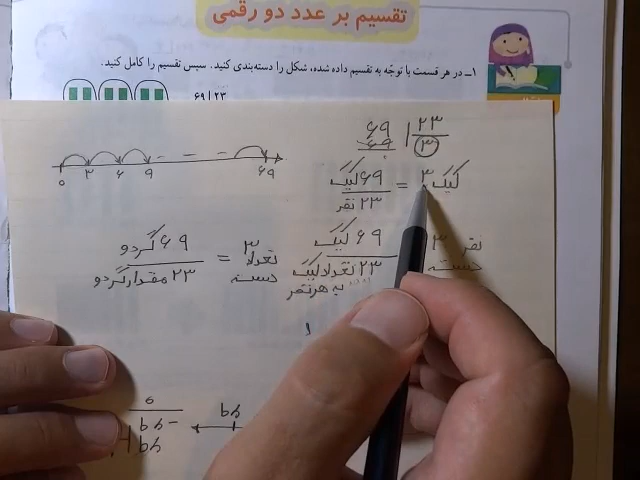 تقسیم بر عدد دو رقمی
۱ــ در هر قسمت با توجّه به تقسیم داده شده، شکل را دسته‌بندی کنید. سپس تقسیم را کامل کنید.
۶۹ | ۲۳
۶۹ | ۲۳
۶۹ ۳
۰ ۳ ۶ ۹ ۶۹
۶۹ کیک = ۳ کیک
۲۳ نفر
۶۹ گردو = ۳ تعداد دسته
۲۳ مقدار گردو
۶۹ کیک ۳ نفر
۲۳ تعداد کیک دسته
به هر نفر